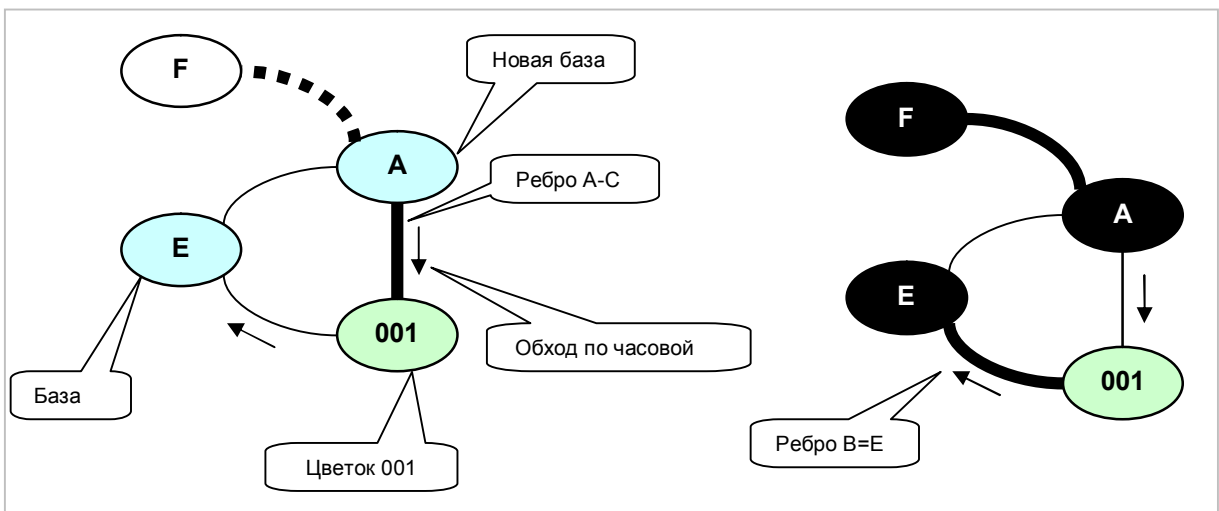 F
Новая база
A
Ребро А-С
E
001
Обход по часовой
База
Цветок 001
F
A
E
001
Ребро В=Е